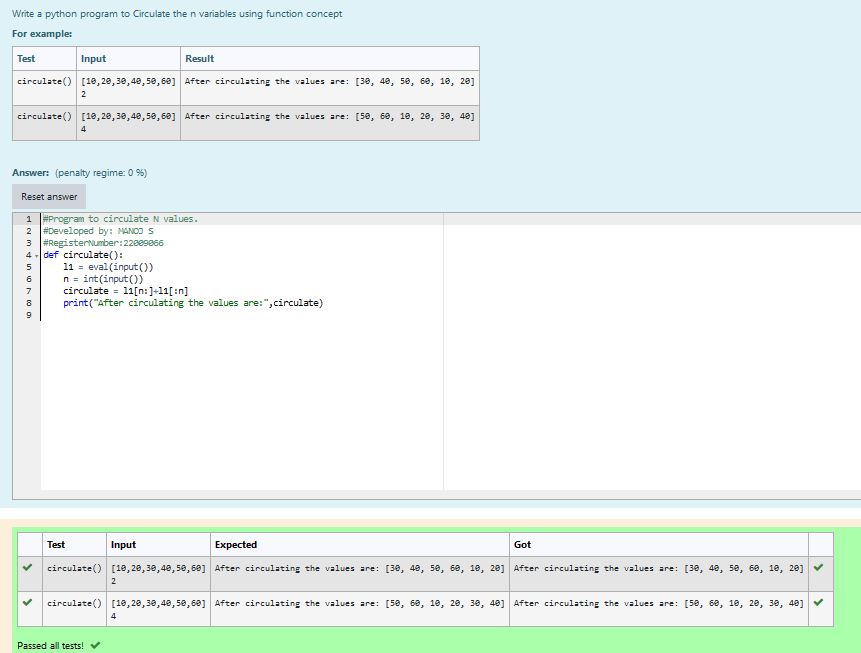 Write a python program to Circulate the n variables using function concept
For example:
Test Input Result
circulate() [10,20,30,40,50,60] After circulating the values are: [30, 40, 50, 60, 10, 20]
2
circulate() [10,20,30,40,50,60] After circulating the values are: [50, 60, 10, 20, 30, 40]
4
Answer: (penalty regime: 0 %)
Reset answer
1 #Program to circulate N values.
2 #Developed by: MANOJ S
3 #RegisterNumber:22009066
4 def circulate():
5 l1 = eval(input())
6 n = int(input())
7 circulate = l1[n:]+l1[:n]
8 print("After circulating the values are:",circulate)
9
Test Input Expected Got
circulate() [10,20,30,40,50,60] After circulating the values are: [30, 40, 50, 60, 10, 20] After circulating the values are: [30, 40, 50, 60, 10, 20]
2
circulate() [10,20,30,40,50,60] After circulating the values are: [50, 60, 10, 20, 30, 40] After circulating the values are: [50, 60, 10, 20, 30, 40]
4
Passed all tests!